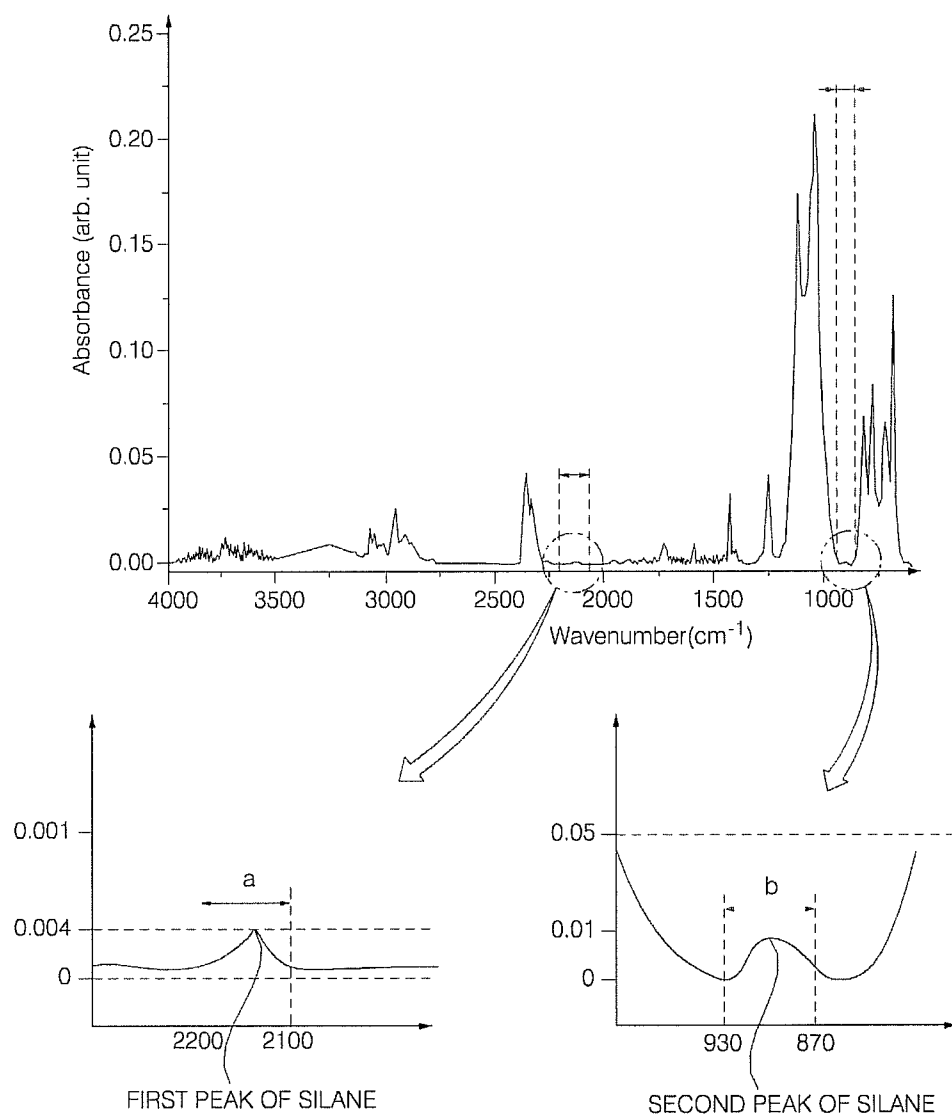 0.25
0.20
0.15
0.10
0.05
0.00
Absorbance (arb. unit)
4000 3500 3000 2500 2000 1500 1000
Wavenumber(cm-1)
0.001
a
0.004
0
2200 2100
FIRST PEAK OF SILANE
0.05
b
0.01
0
930 870
SECOND PEAK OF SILANE